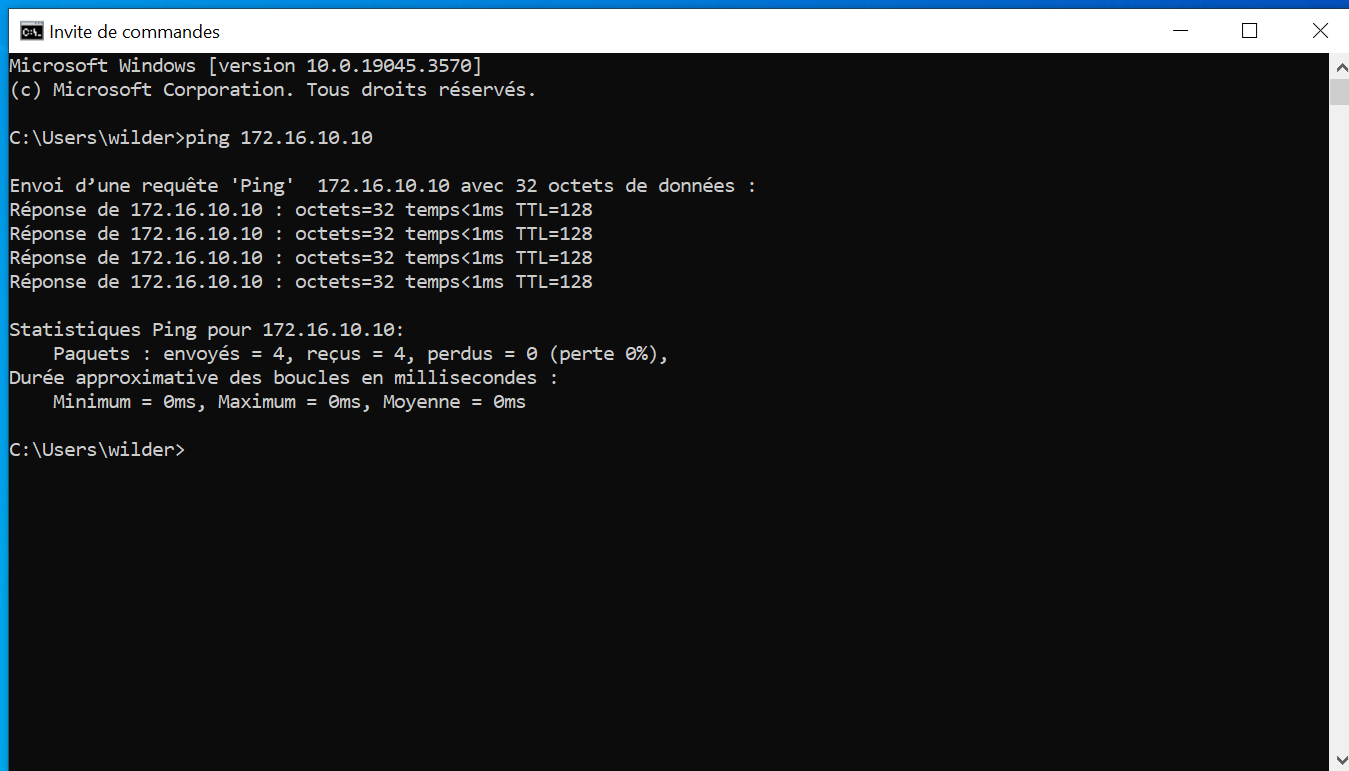 Invite de commandes
Microsoft Windows [version 10.0.19045.3570]
(c) Microsoft Corporation. Tous droits réservés.
C:\Users\wilder>ping 172.16.10.10
Envoi d’une requête 'Ping'  172.16.10.10 avec 32 octets de données :
Réponse de 172.16.10.10 : octets=32 temps<1ms TTL=128
Réponse de 172.16.10.10 : octets=32 temps<1ms TTL=128
Réponse de 172.16.10.10 : octets=32 temps<1ms TTL=128
Réponse de 172.16.10.10 : octets=32 temps<1ms TTL=128
Statistiques Ping pour 172.16.10.10:
    Paquets : envoyés = 4, reçus = 4, perdus = 0 (perte 0%),
Durée approximative des boucles en millisecondes :
    Minimum = 0ms, Maximum = 0ms, Moyenne = 0ms
C:\Users\wilder>